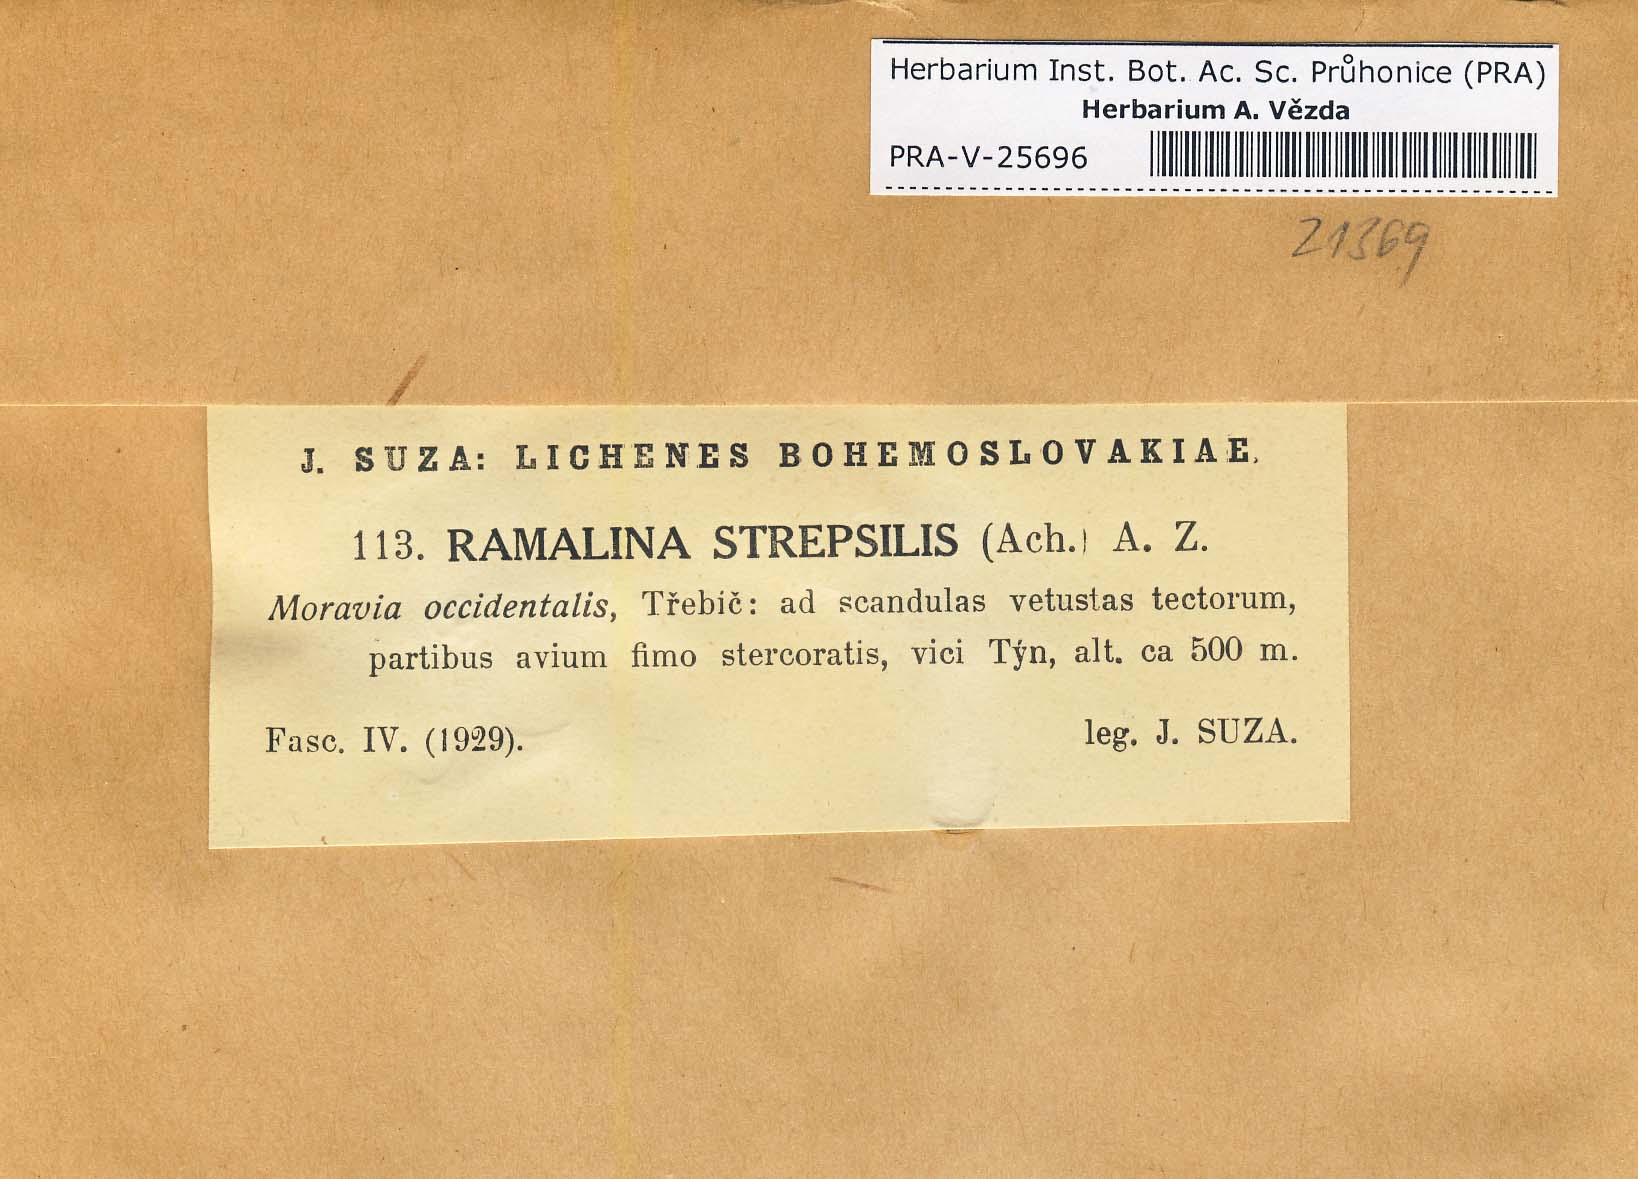 Herbarium Inst. Bot. Ac. Sc. Průhonice (PRA)
Herbarium A. Vězda
PRA-V-25696
21369
J. SUZA: LICHENES BOHEMOSLOVAKIAE.
113. RAMALINA STREPSILIS (Ach.) A. Z.
Moravia occidentalis, Třebíč: ad scandulas vetustas tectorum,
partibus avium fimo stercoratis, vici Týn, alt. ca 500 m.
Fasc. IV. (1929).
leg. J. SUZA.